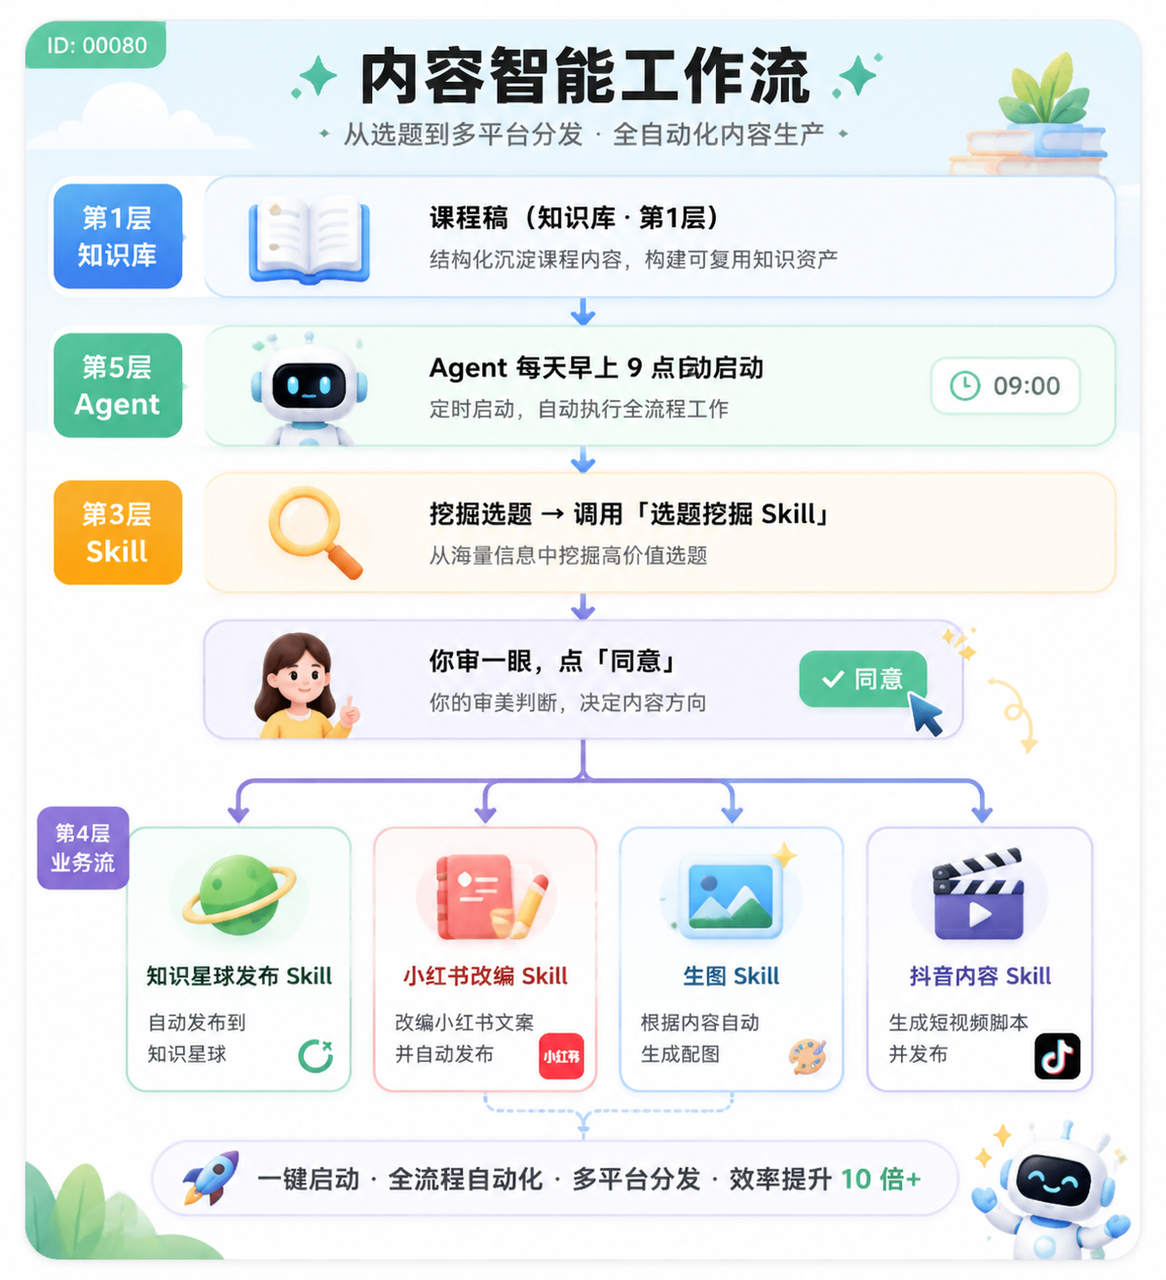 ID: 00080
内容智能工作流
从选题到多平台分发 · 全自动化内容生产
第1层
知识库
课程稿（知识库 · 第1层）
结构化沉淀课程内容，构建可复用知识资产
第5层
Agent
Agent 每天早上 9 点自动启动
定时启动，自动执行全流程工作
09:00
第3层
Skill
挖掘选题 → 调用「选题挖掘 Skill」
从海量信息中挖掘高价值选题
你审一眼，点「同意」
你的审美判断，决定内容方向
同意
第4层
业务流
知识星球发布 Skill
自动发布到
知识星球
小红书改编 Skill
改编小红书文案
并自动发布
小红书
生图 Skill
根据内容自动
生成配图
抖音内容 Skill
生成短视频脚本
并发布
一键启动 · 全流程自动化 · 多平台分发 · 效率提升 10 倍+